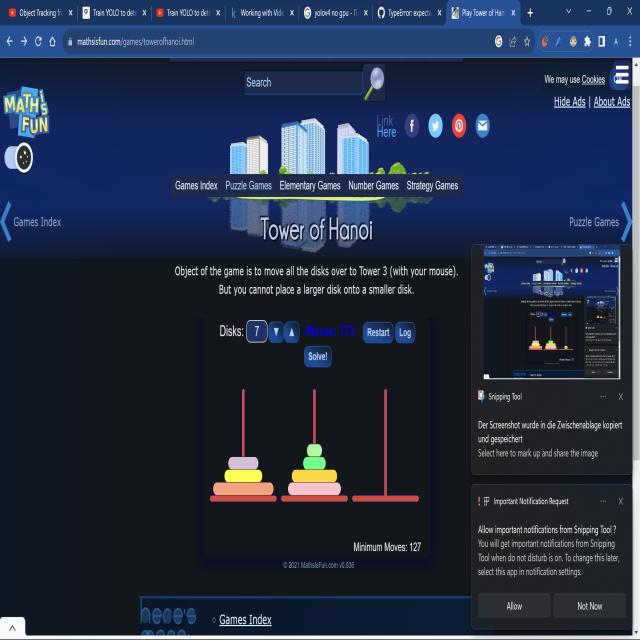 Object Tracking fr
Train YOLO to dete
Train YOLO to dete
Working with Vide
yolov4 no gpu - G
TypeError: expecte
Play Tower of Han
mathsisfun.com/games/towerofhanoi.html
Search
We may use Cookies
MATH'S
FUN
Hide Ads | About Ads
Link
Here
Games Index Puzzle Games Elementary Games Number Games Strategy Games
Games Index
Puzzle Games
Tower of Hanoi
Object of the game is to move all the disks over to Tower 3 (with your mouse).
But you cannot place a larger disk onto a smaller disk.
Disks: 7 ▼ ▲ Moves: 173 Restart Log
Solve!
Minimum Moves: 127
© 2021 MathsIsFun.com v0.936
Snipping Tool
Der Screenshot wurde in die Zwischenablage kopiert
und gespeichert
Select here to mark up and share the image
Important Notification Request
Allow important notifications from Snipping Tool ?
You will get important notifications from Snipping
Tool when do not disturb is on. To change this later,
select this app in notification settings.
Allow
Not Now
Games Index